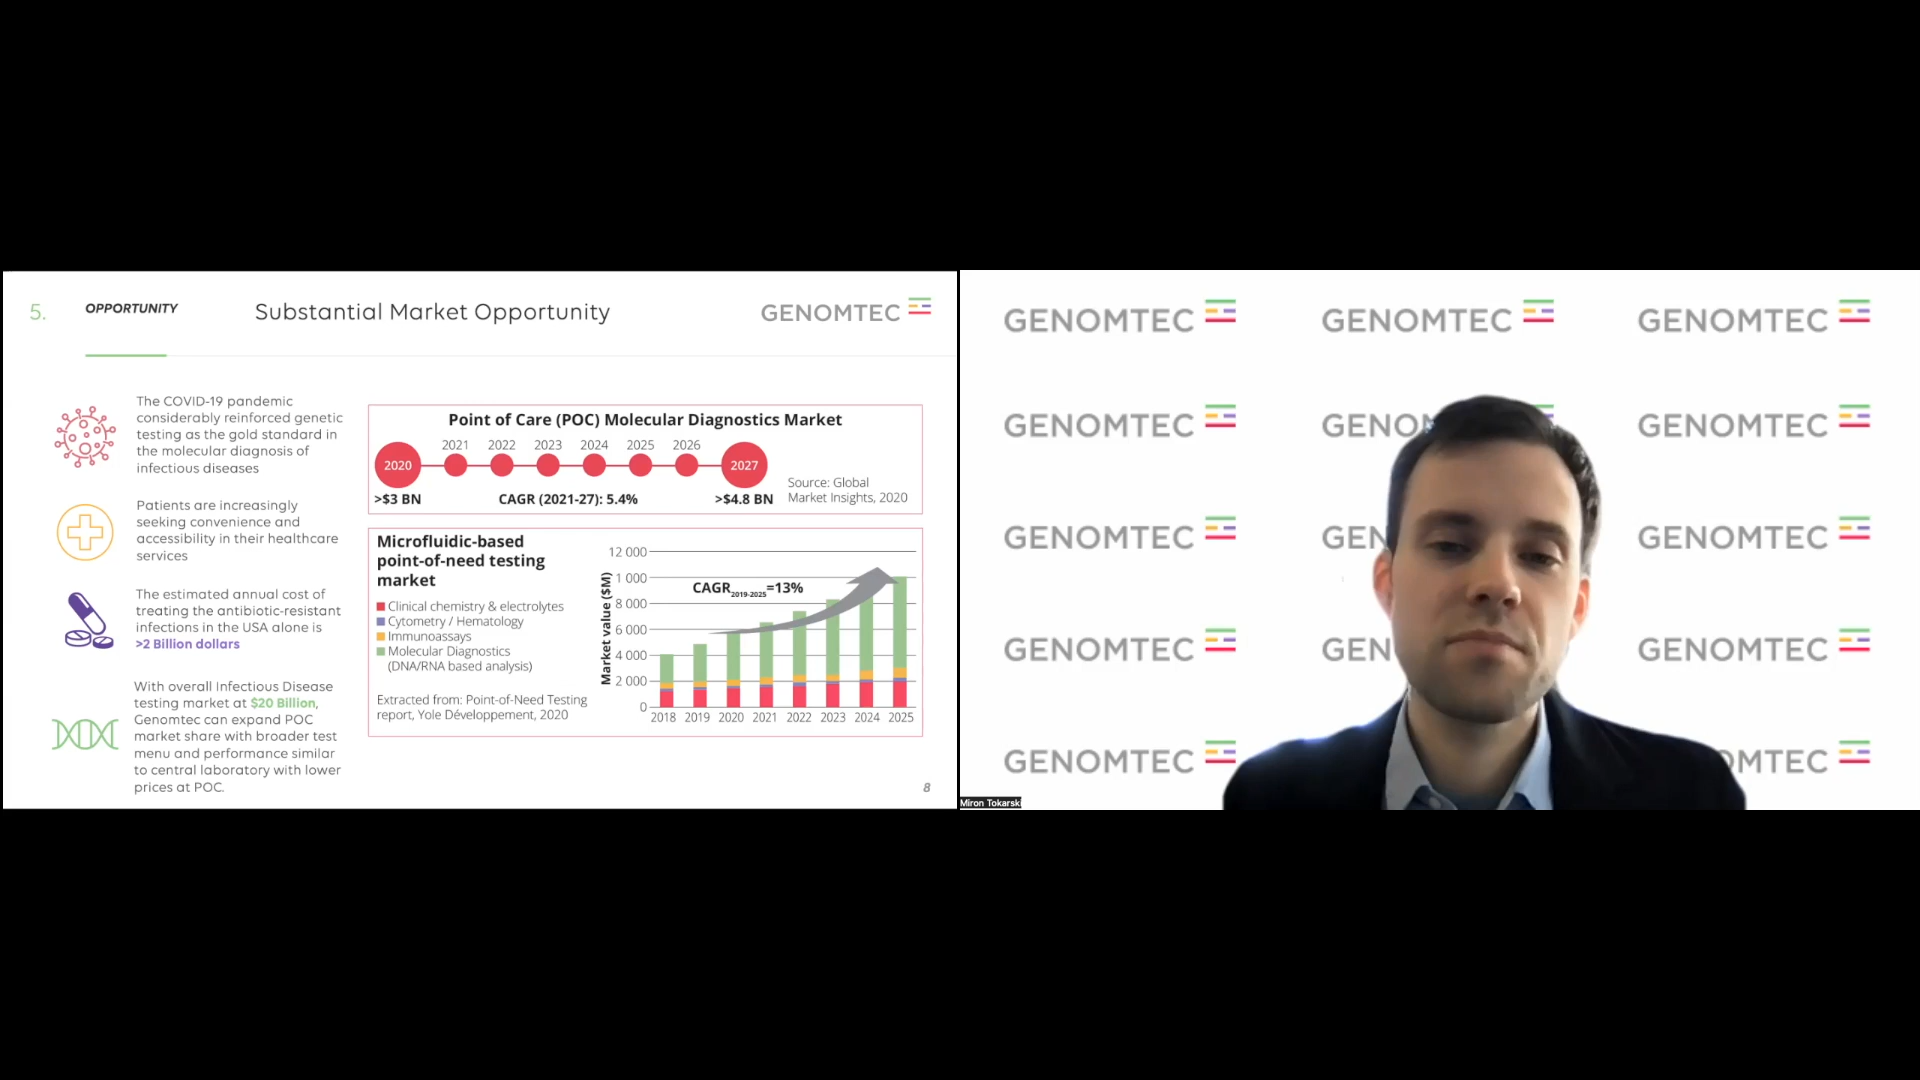 5.
OPPORTUNITY
Substantial Market Opportunity
GENOMTEC
The COVID-19 pandemic
considerably reinforced genetic
testing as the gold standard in
the molecular diagnosis of
infectious diseases
Patients are increasingly
seeking convenience and
accessibility in their healthcare
services
The estimated annual cost of
treating the antibiotic-resistant
infections in the USA alone is
>2 Billion dollars
With overall Infectious Disease
testing market at $20 Billion,
Genomtec can expand POC
market share with broader test
menu and performance similar
to central laboratory with lower
prices at POC.
Point of Care (POC) Molecular Diagnostics Market
2020 2021 2022 2023 2024 2025 2026 2027
>$3 BN CAGR (2021-27): 5.4% >$4.8 BN
Source: Global
Market Insights, 2020
Microfluidic-based
point-of-need testing
market
Clinical chemistry & electrolytes
Cytometry / Hematology
Immunoassays
Molecular Diagnostics
(DNA/RNA based analysis)
Extracted from: Point-of-Need Testing
report, Yole Développement, 2020
Market value ($M)
12 000
1 000
8 000
6 000
4 000
2 000
0
CAGR2019-2025=13%
2018 2019 2020 2021 2022 2023 2024 2025
8
GENOMTEC GENOMTEC GENOMTEC
GENOMTEC GENOM GENOMTEC
GENOMTEC GEN GENOMTEC
GENOMTEC GEN GENOMTEC
GENOMTEC OMTEC GENOMTEC
Miron Tokarski